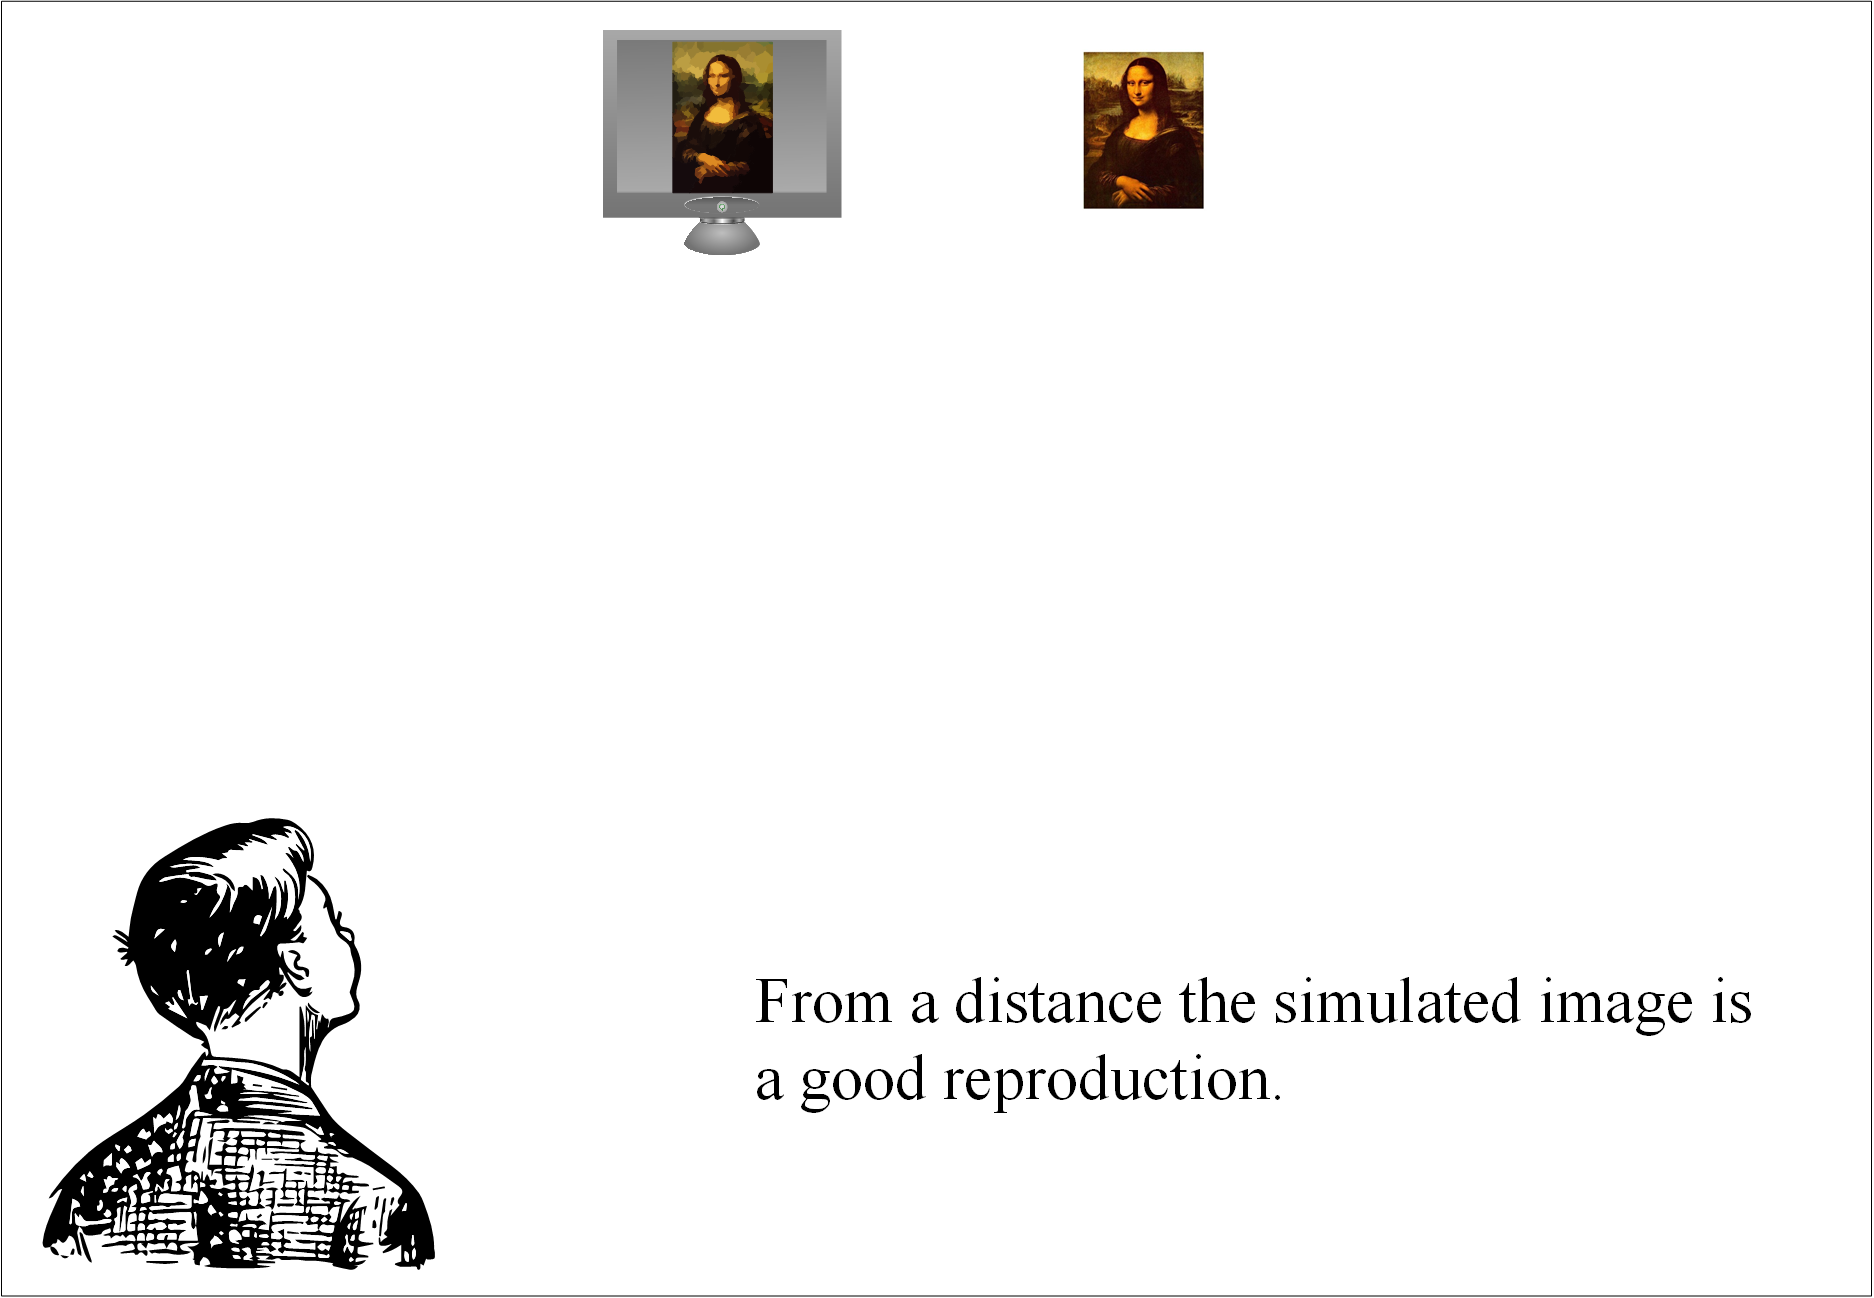 From a distance the simulated image is
a good reproduction.